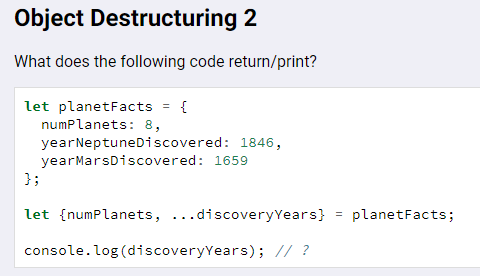 Object Destructuring 2
What does the following code return/print?
let planetFacts = {
  numPlanets: 8,
  yearNeptuneDiscovered: 1846,
  yearMarsDiscovered: 1659
};
let {numPlanets, ...discoveryYears} = planetFacts;
console.log(discoveryYears); // ?